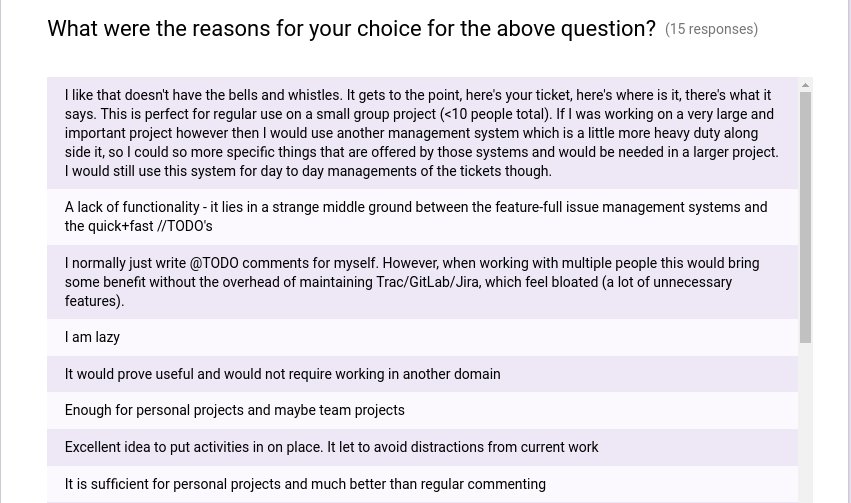 What were the reasons for your choice for the above question? (15 responses)
I like that doesn't have the bells and whistles. It gets to the point, here's your ticket, here's where is it, there's what it
says. This is perfect for regular use on a small group project (<10 people total). If I was working on a very large and
important project however then I would use another management system which is a little more heavy duty along
side it, so I could so more specific things that are offered by those systems and would be needed in a larger project.
I would still use this system for day to day managements of the tickets though.
A lack of functionality - it lies in a strange middle ground between the feature-full issue management systems and
the quick+fast //TODO's
I normally just write @TODO comments for myself. However, when working with multiple people this would bring
some benefit without the overhead of maintaining Trac/GitLab/Jira, which feel bloated (a lot of unnecessary
features).
I am lazy
It would prove useful and would not require working in another domain
Enough for personal projects and maybe team projects
Excellent idea to put activities in on place. It let to avoid distractions from current work
It is sufficient for personal projects and much better than regular commenting